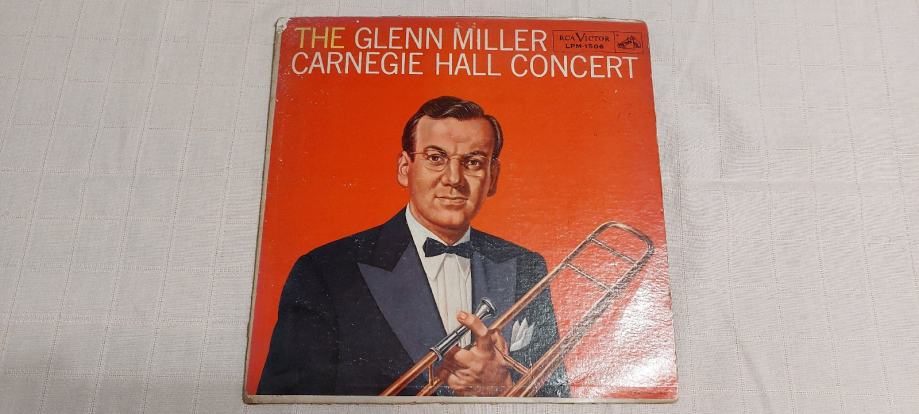 THE GLENN MILLER
CARNEGIE HALL CONCERT
RCA VICTOR
LPM-1506